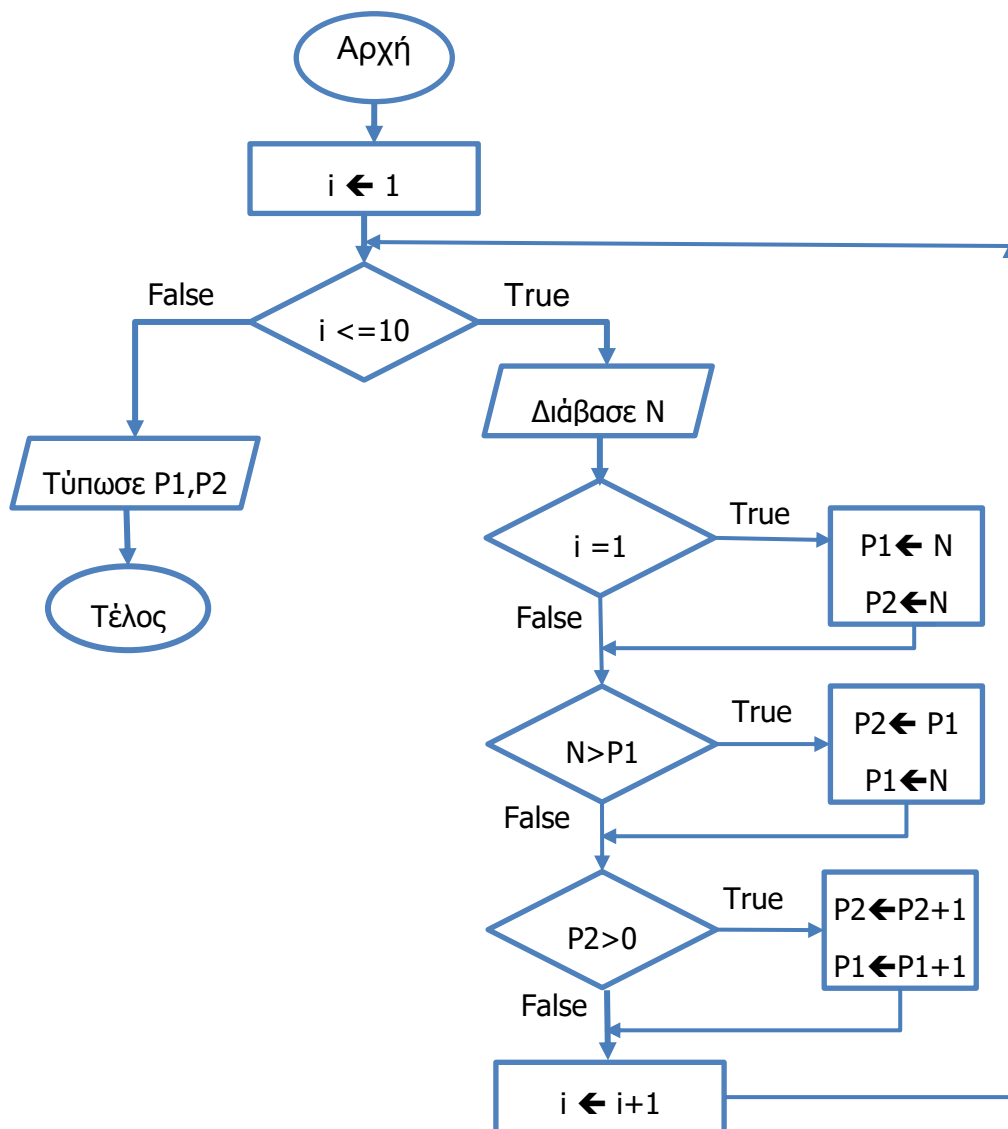 Αρχή
i 🡸 1
False
True
i <=10
Διάβασε Ν
Τύπωσε P1,P2
Τέλος
i =1
True
P1🡸 N
P2🡸N
False
N>P1
True
P2🡸 P1
P1🡸N
False
P2>0
True
P2🡸P2+1
P1🡸P1+1
False
i 🡸 i+1